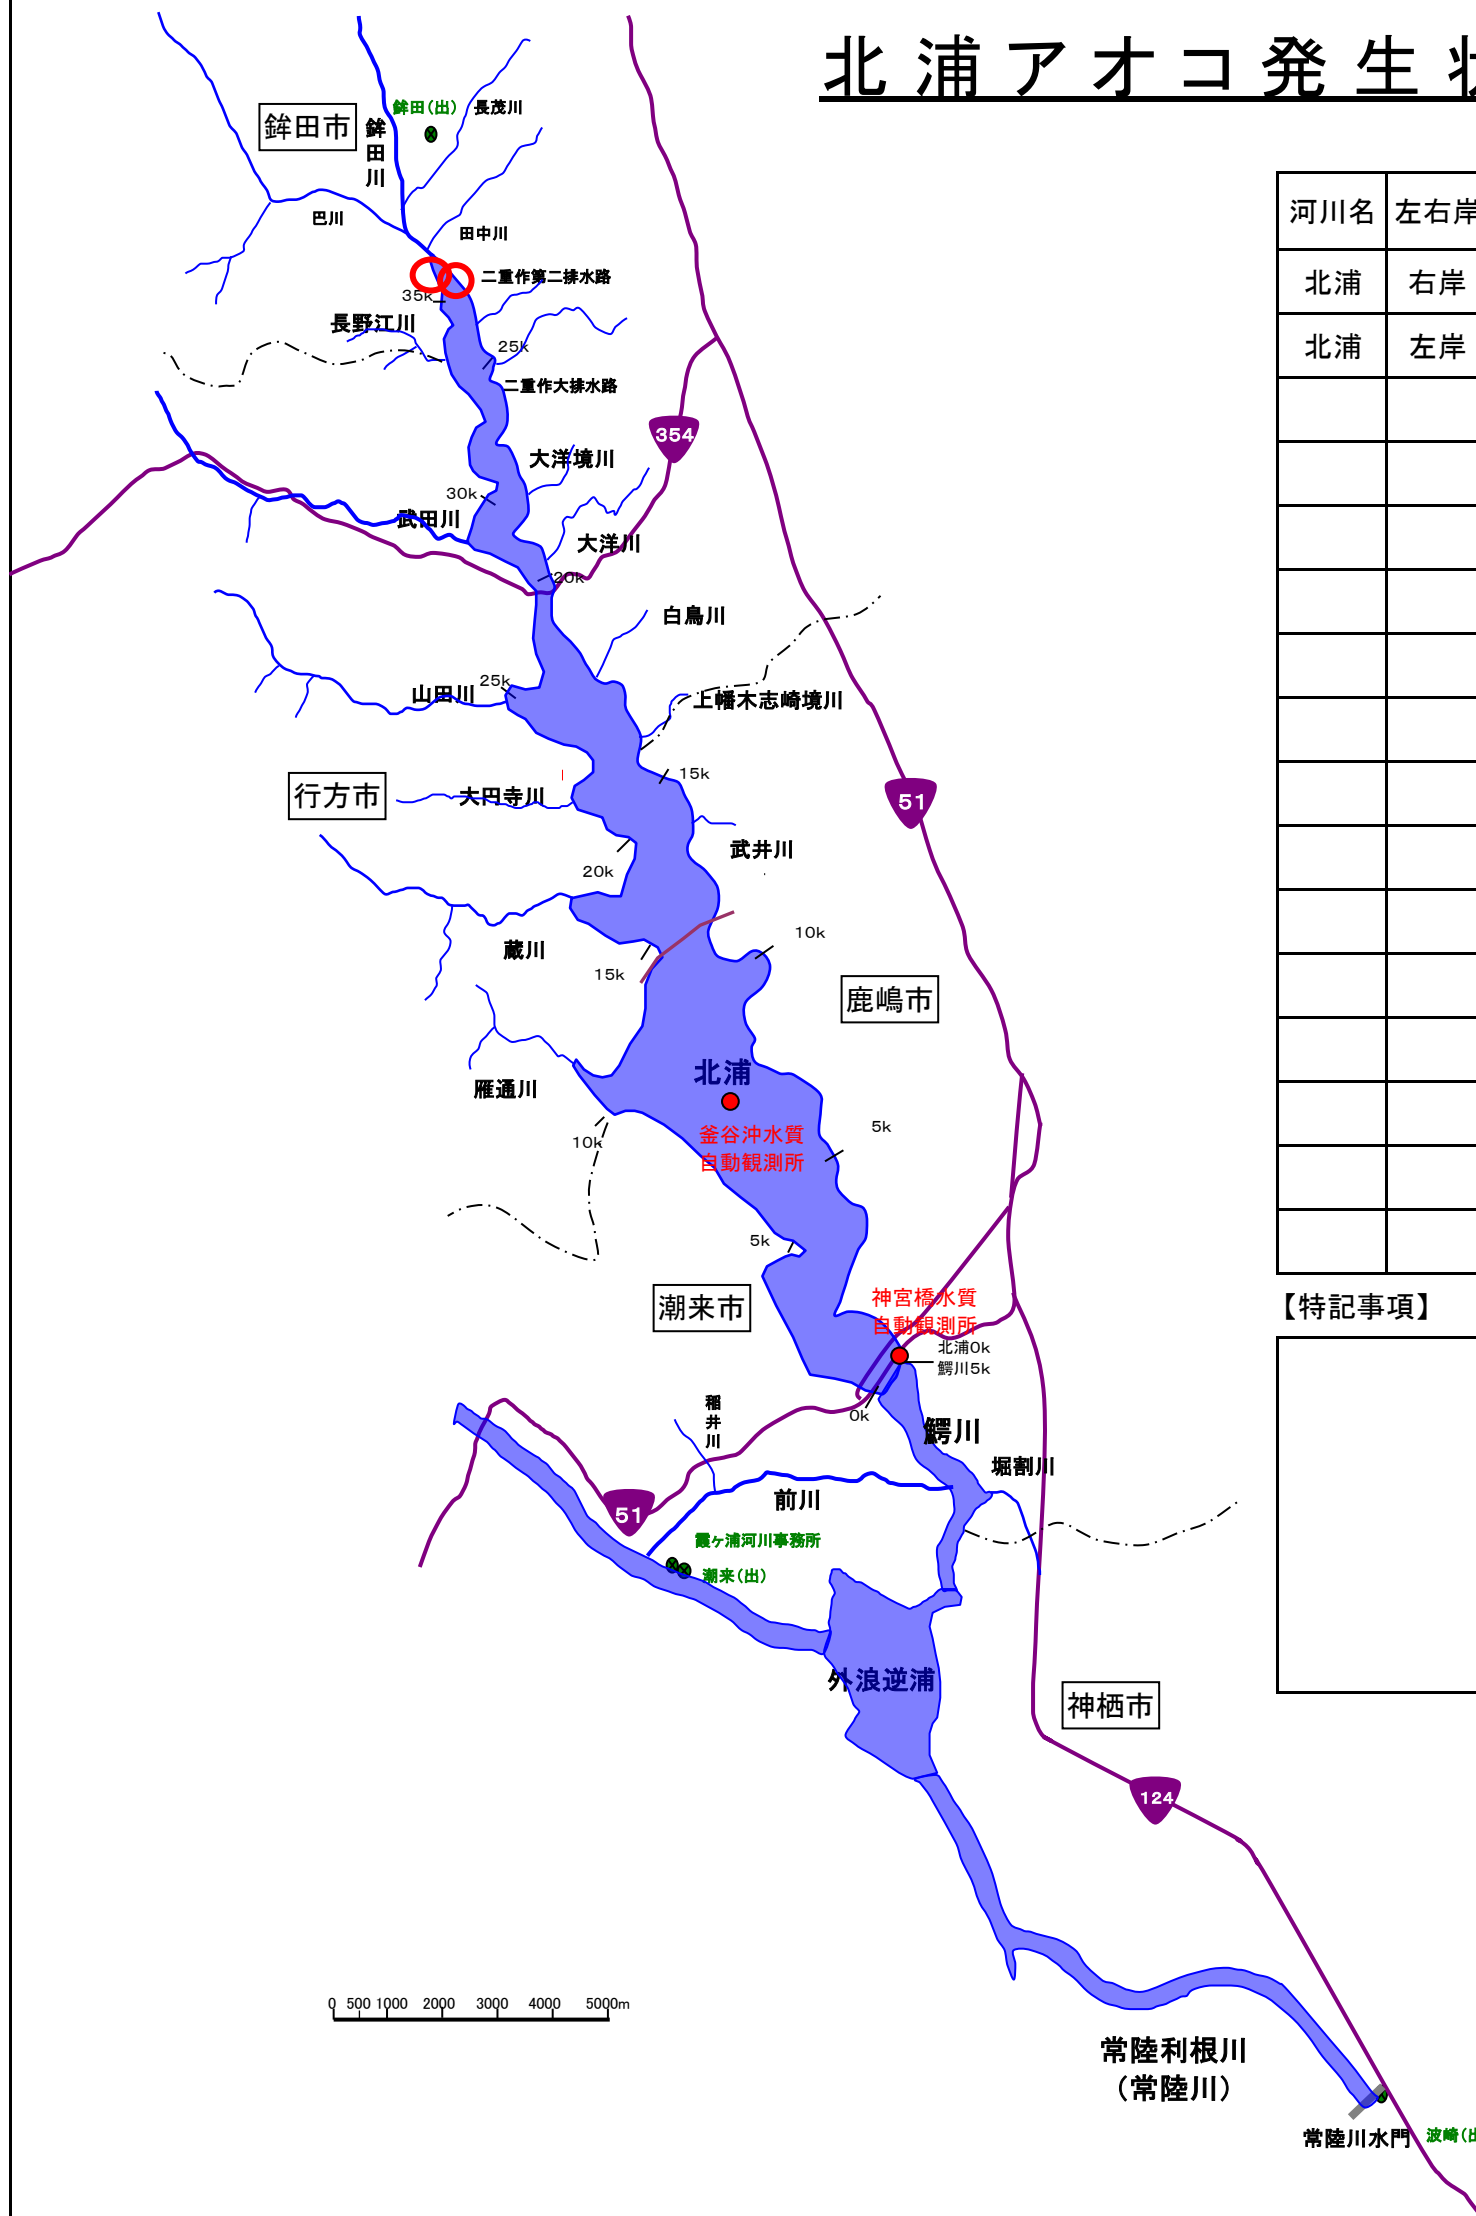 北浦アオコ発生
鉾田市
鉾田川
鉾田(出)
長茂川
巴川
田中川
二重作第二排水路
35k
長野江川
25k
二重作大排水路
354
大洋境川
30k
武田川
大洋川
20k
白鳥川
25k
山田川
上幡木志崎境川
15k
行方市
大円寺川
51
武井川
20k
蔵川
10k
15k
鹿嶋市
北浦
雁通川
釜谷沖水質
自動観測所
10k
5k
5k
潮来市
神宮橋水質
自動観測所
北浦0k
鰐川5k
0k
稲井川
鰐川
堀割川
前川
51
霞ヶ浦河川事務所
潮来(出)
外浪逆浦
神栖市
124
0 500 1000 2000 3000 4000 5000m
常陸利根川
(常陸川)
常陸川水門
波崎(出
河川名 左右岸
北浦 右岸
北浦 左岸
【特記事項】